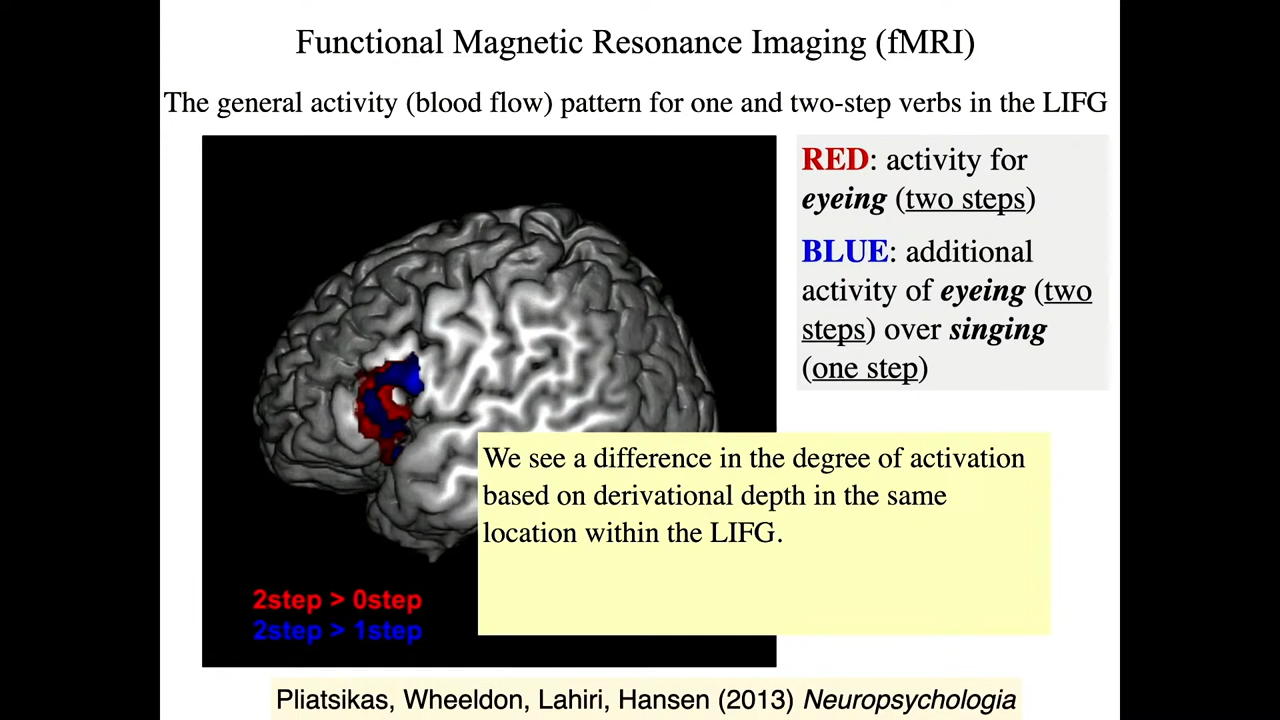 Functional Magnetic Resonance Imaging (fMRI)
The general activity (blood flow) pattern for one and two-step verbs in the LIFG
RED: activity for
eyeing (two steps)
BLUE: additional
activity of eyeing (two
steps) over singing
(one step)
We see a difference in the degree of activation
based on derivational depth in the same
location within the LIFG.
2step > 0step
2step > 1step
Pliatsikas, Wheeldon, Lahiri, Hansen (2013) Neuropsychologia